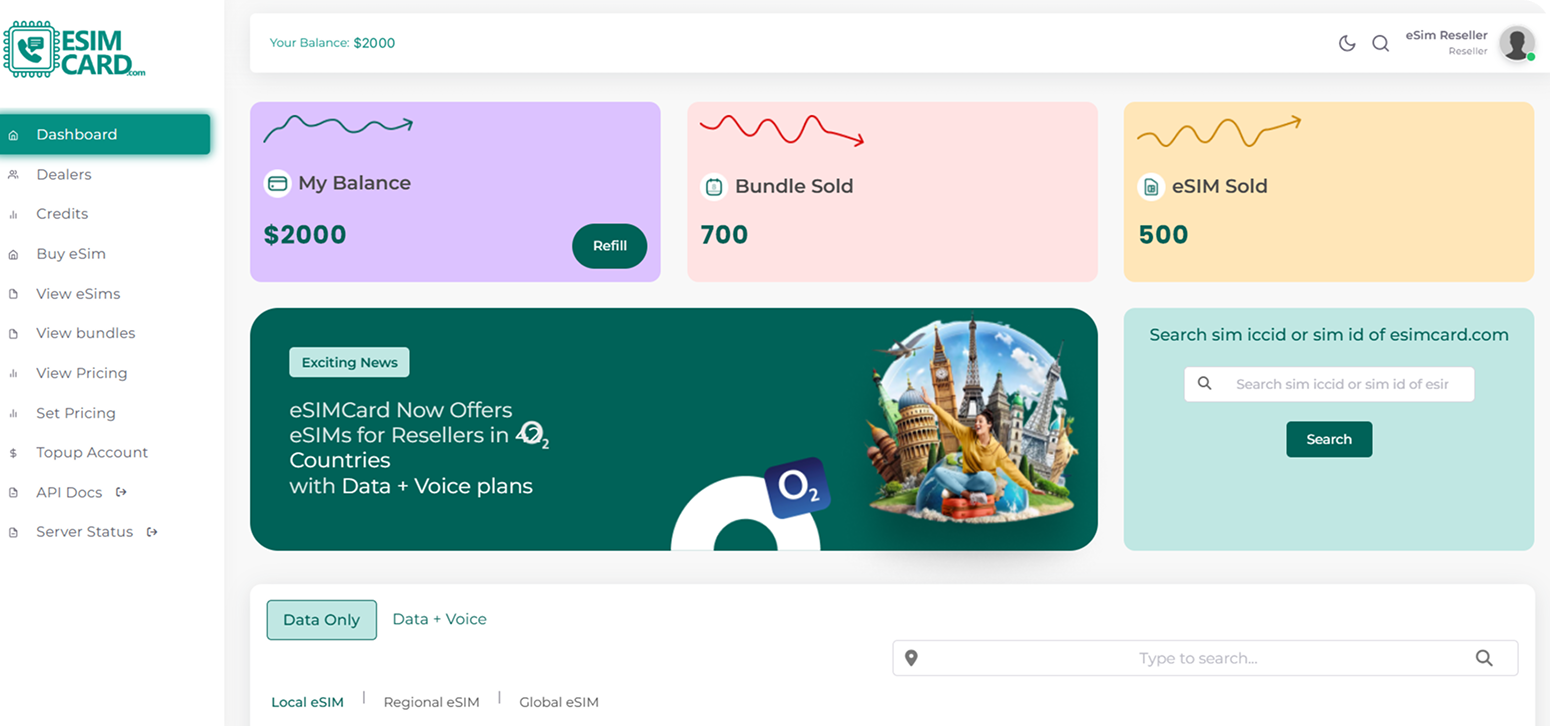 ESIM
CARD.com
Your Balance: $2000
eSim Reseller
Reseller
Dashboard
Dealers
Credits
Buy eSim
View eSims
View bundles
View Pricing
Set Pricing
Topup Account
API Docs
Server Status
My Balance
$2000
Refill
Bundle Sold
700
eSIM Sold
500
Exciting News
eSIMCard Now Offers
eSIMs for Resellers in
Countries
with Data + Voice plans
O2
O2
Search sim iccid or sim id of esimcard.com
Search sim iccid or sim id of esir
Search
Data Only
Data + Voice
Type to search...
Local eSIM
Regional eSIM
Global eSIM